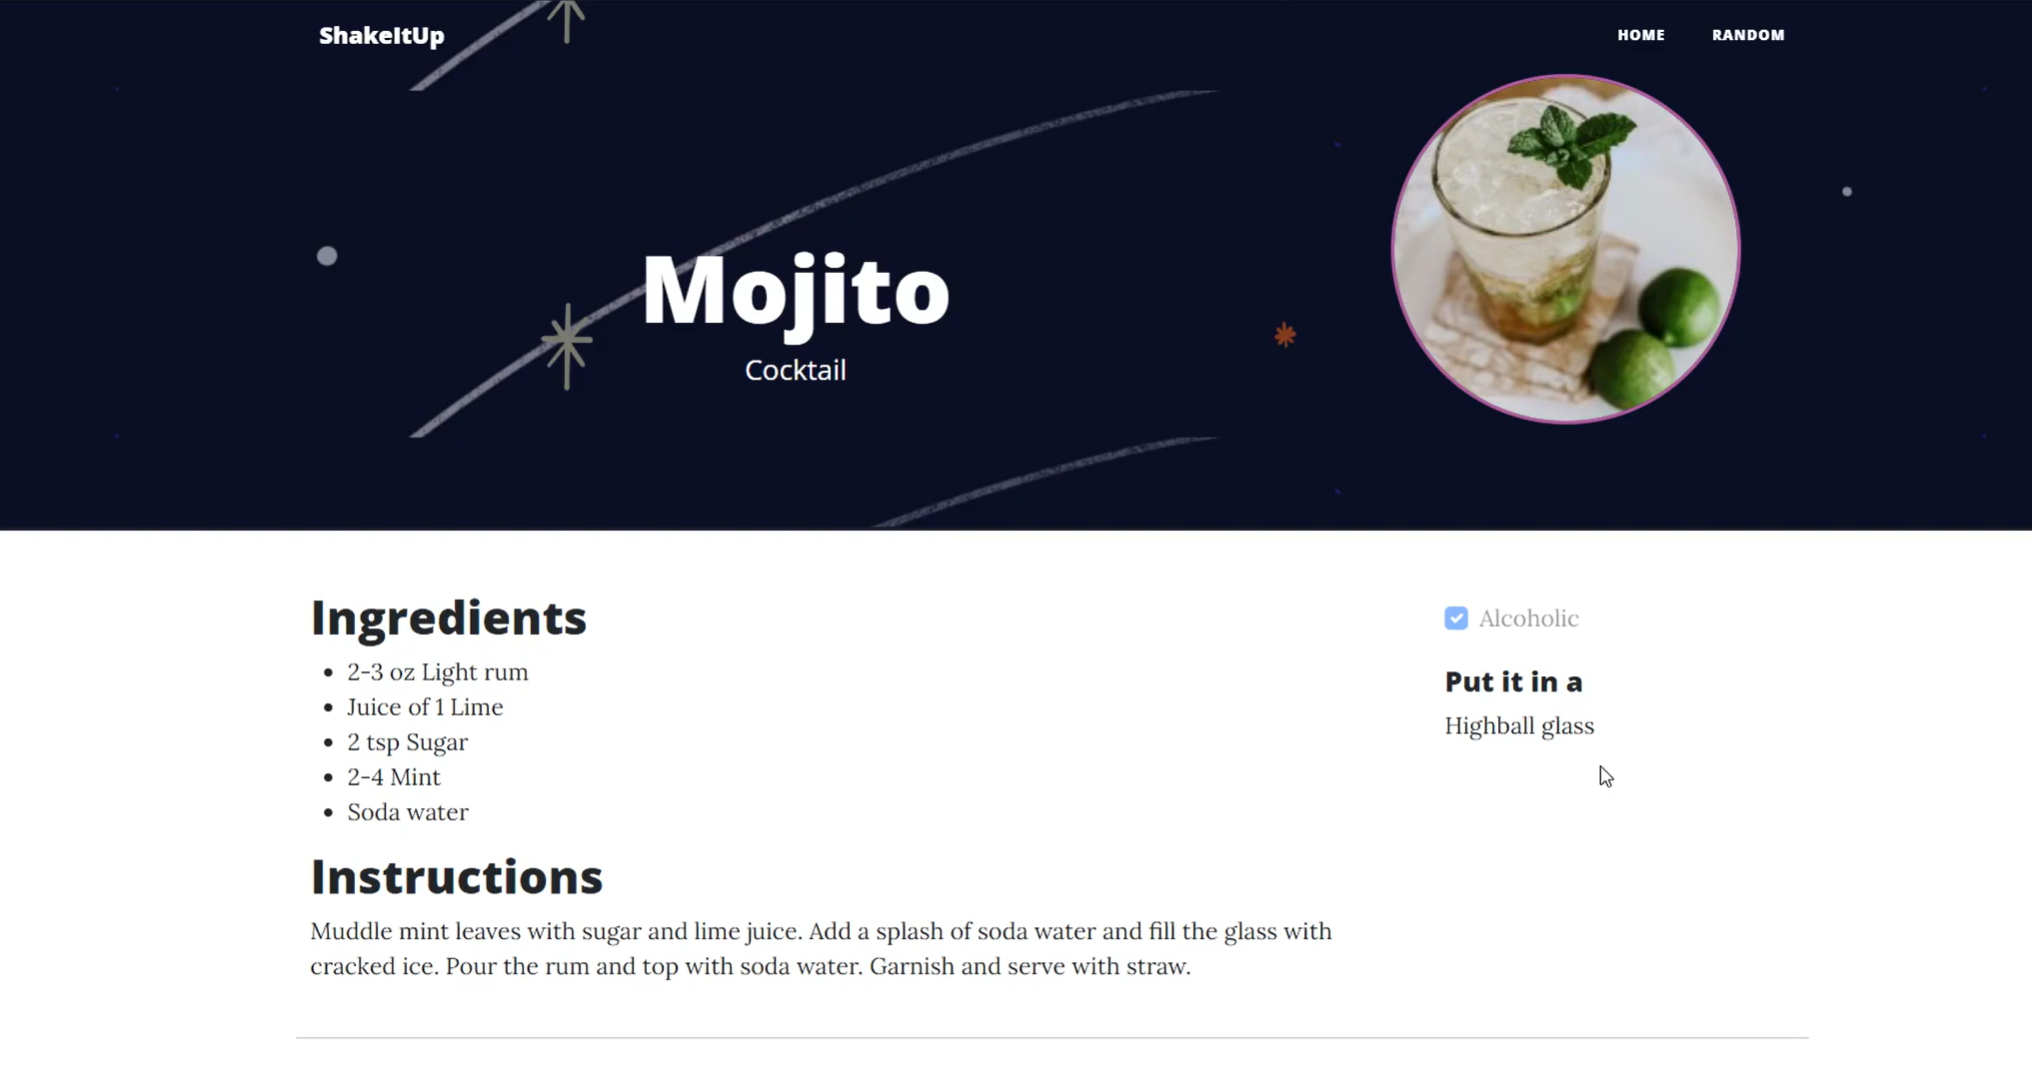 ShakeItUp
HOME
RANDOM
Mojito
Cocktail
Ingredients
2-3 oz Light rum
Juice of 1 Lime
2 tsp Sugar
2-4 Mint
Soda water
Alcoholic
Put it in a
Highball glass
Instructions
Muddle mint leaves with sugar and lime juice. Add a splash of soda water and fill the glass with
cracked ice. Pour the rum and top with soda water. Garnish and serve with straw.